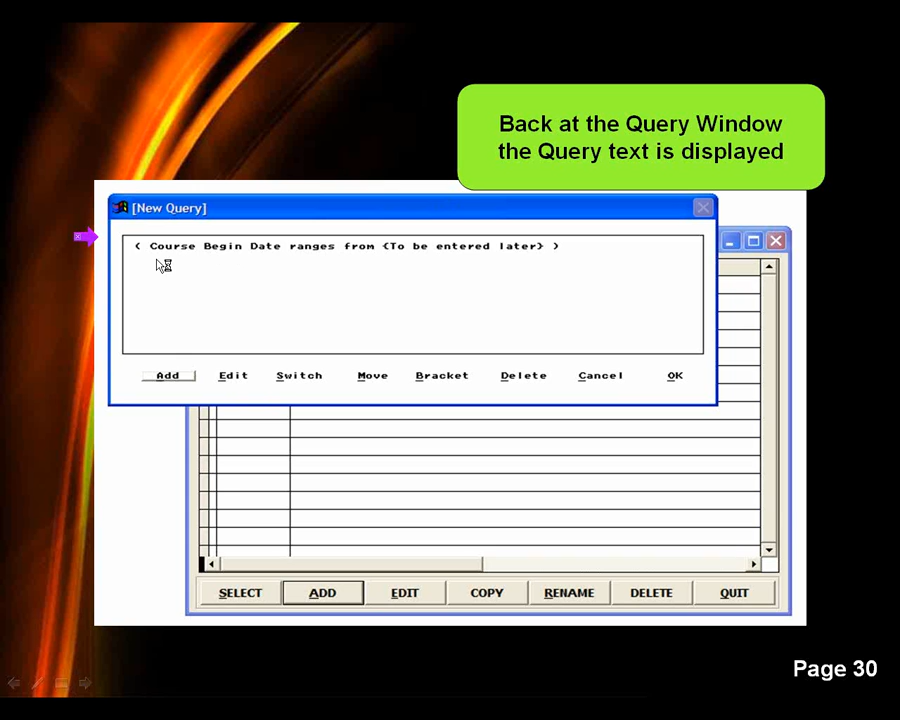 Back at the Query Window
the Query text is displayed
[New Query]
( Course Begin Date ranges from {To be entered later} )
Add Edit Switch Move Bracket Delete Cancel OK
SELECT ADD EDIT COPY RENAME DELETE QUIT
Page 30